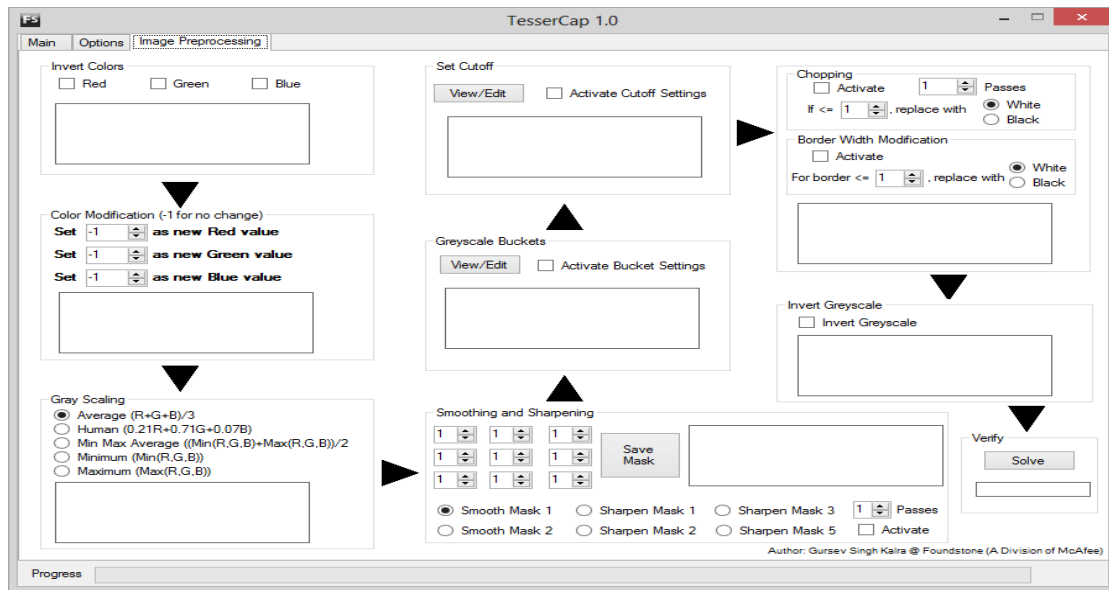 FS
TesserCap 1.0
Main Options Image Preprocessing
Invert Colors
Red Green Blue
Color Modification (-1 for no change)
Set -1 as new Red value
Set -1 as new Green value
Set -1 as new Blue value
Gray Scaling
Average (R+G+B)/3
Human (0.21R+0.71G+0.07B)
Min Max Average ((Min(R,G,B)+Max(R,G,B))/2
Minimum (Min(R,G,B))
Maximum (Max(R,G,B))
Smoothing and Sharpening
1 1 1
1 1 1
1 1 1
Save
Mask
Smooth Mask 1 Sharpen Mask 1 Sharpen Mask 3 1 Passes
Smooth Mask 2 Sharpen Mask 2 Sharpen Mask 5 Activate
Greyscale Buckets
View/Edit Activate Bucket Settings
Set Cutoff
View/Edit Activate Cutoff Settings
Chopping
Activate 1 Passes
If <= 1 , replace with White
Black
Border Width Modification
Activate
For border <= 1 , replace with White
Black
Invert Greyscale
Invert Greyscale
Verify
Solve
Author: Gursev Singh Kalra @ Foundstone (A Division of McAfee)
Progress